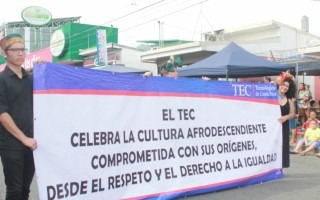 TEC
Tecnológico
de Costa Rica
EL TEC
CELEBRA LA CULTURA AFRODESCENDIENTE
COMPROMETIDA CON SUS ORÍGENES,
DESDE EL RESPETO Y EL DERECHO A LA IGUALDAD